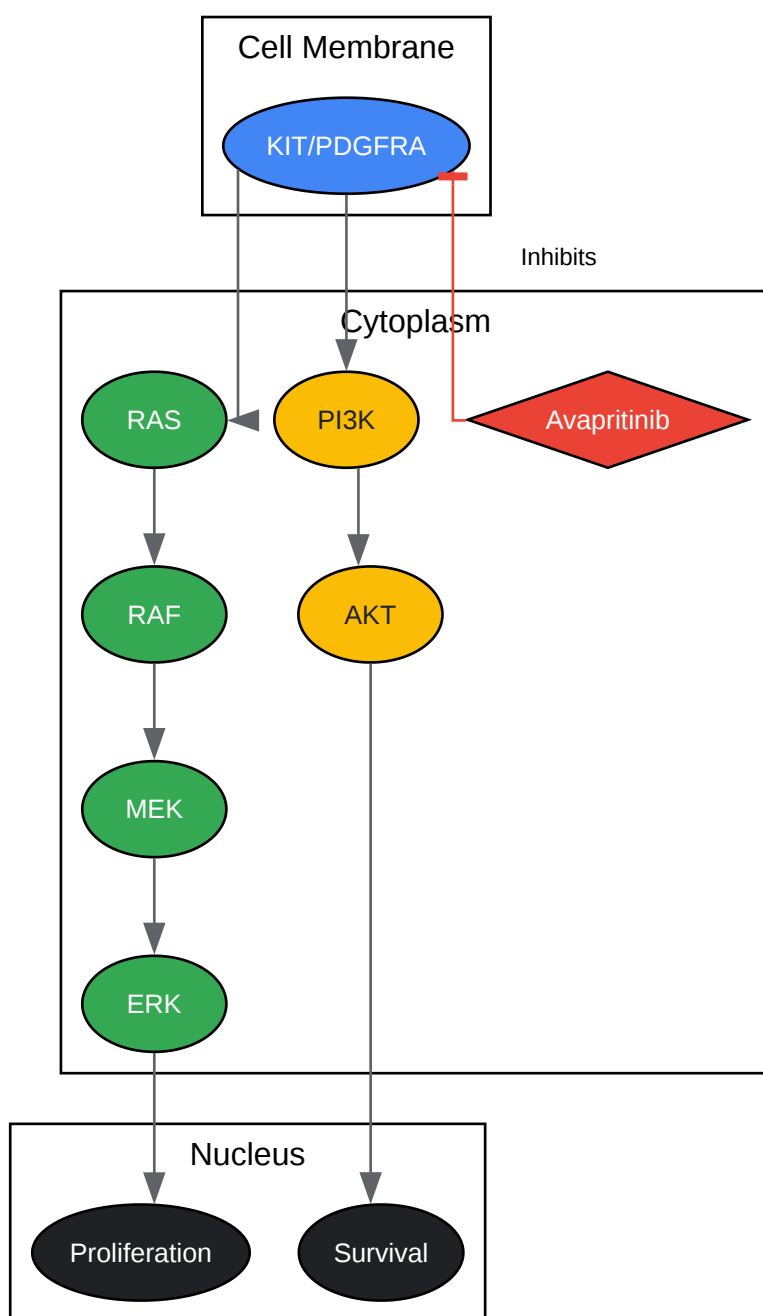 Cell Membrane
KIT/PDGFRA
Inhibits
Cytoplasm
RAS
PI3K
Avapritinib
RAF
AKT
MEK
ERK
Nucleus
Proliferation
Survival